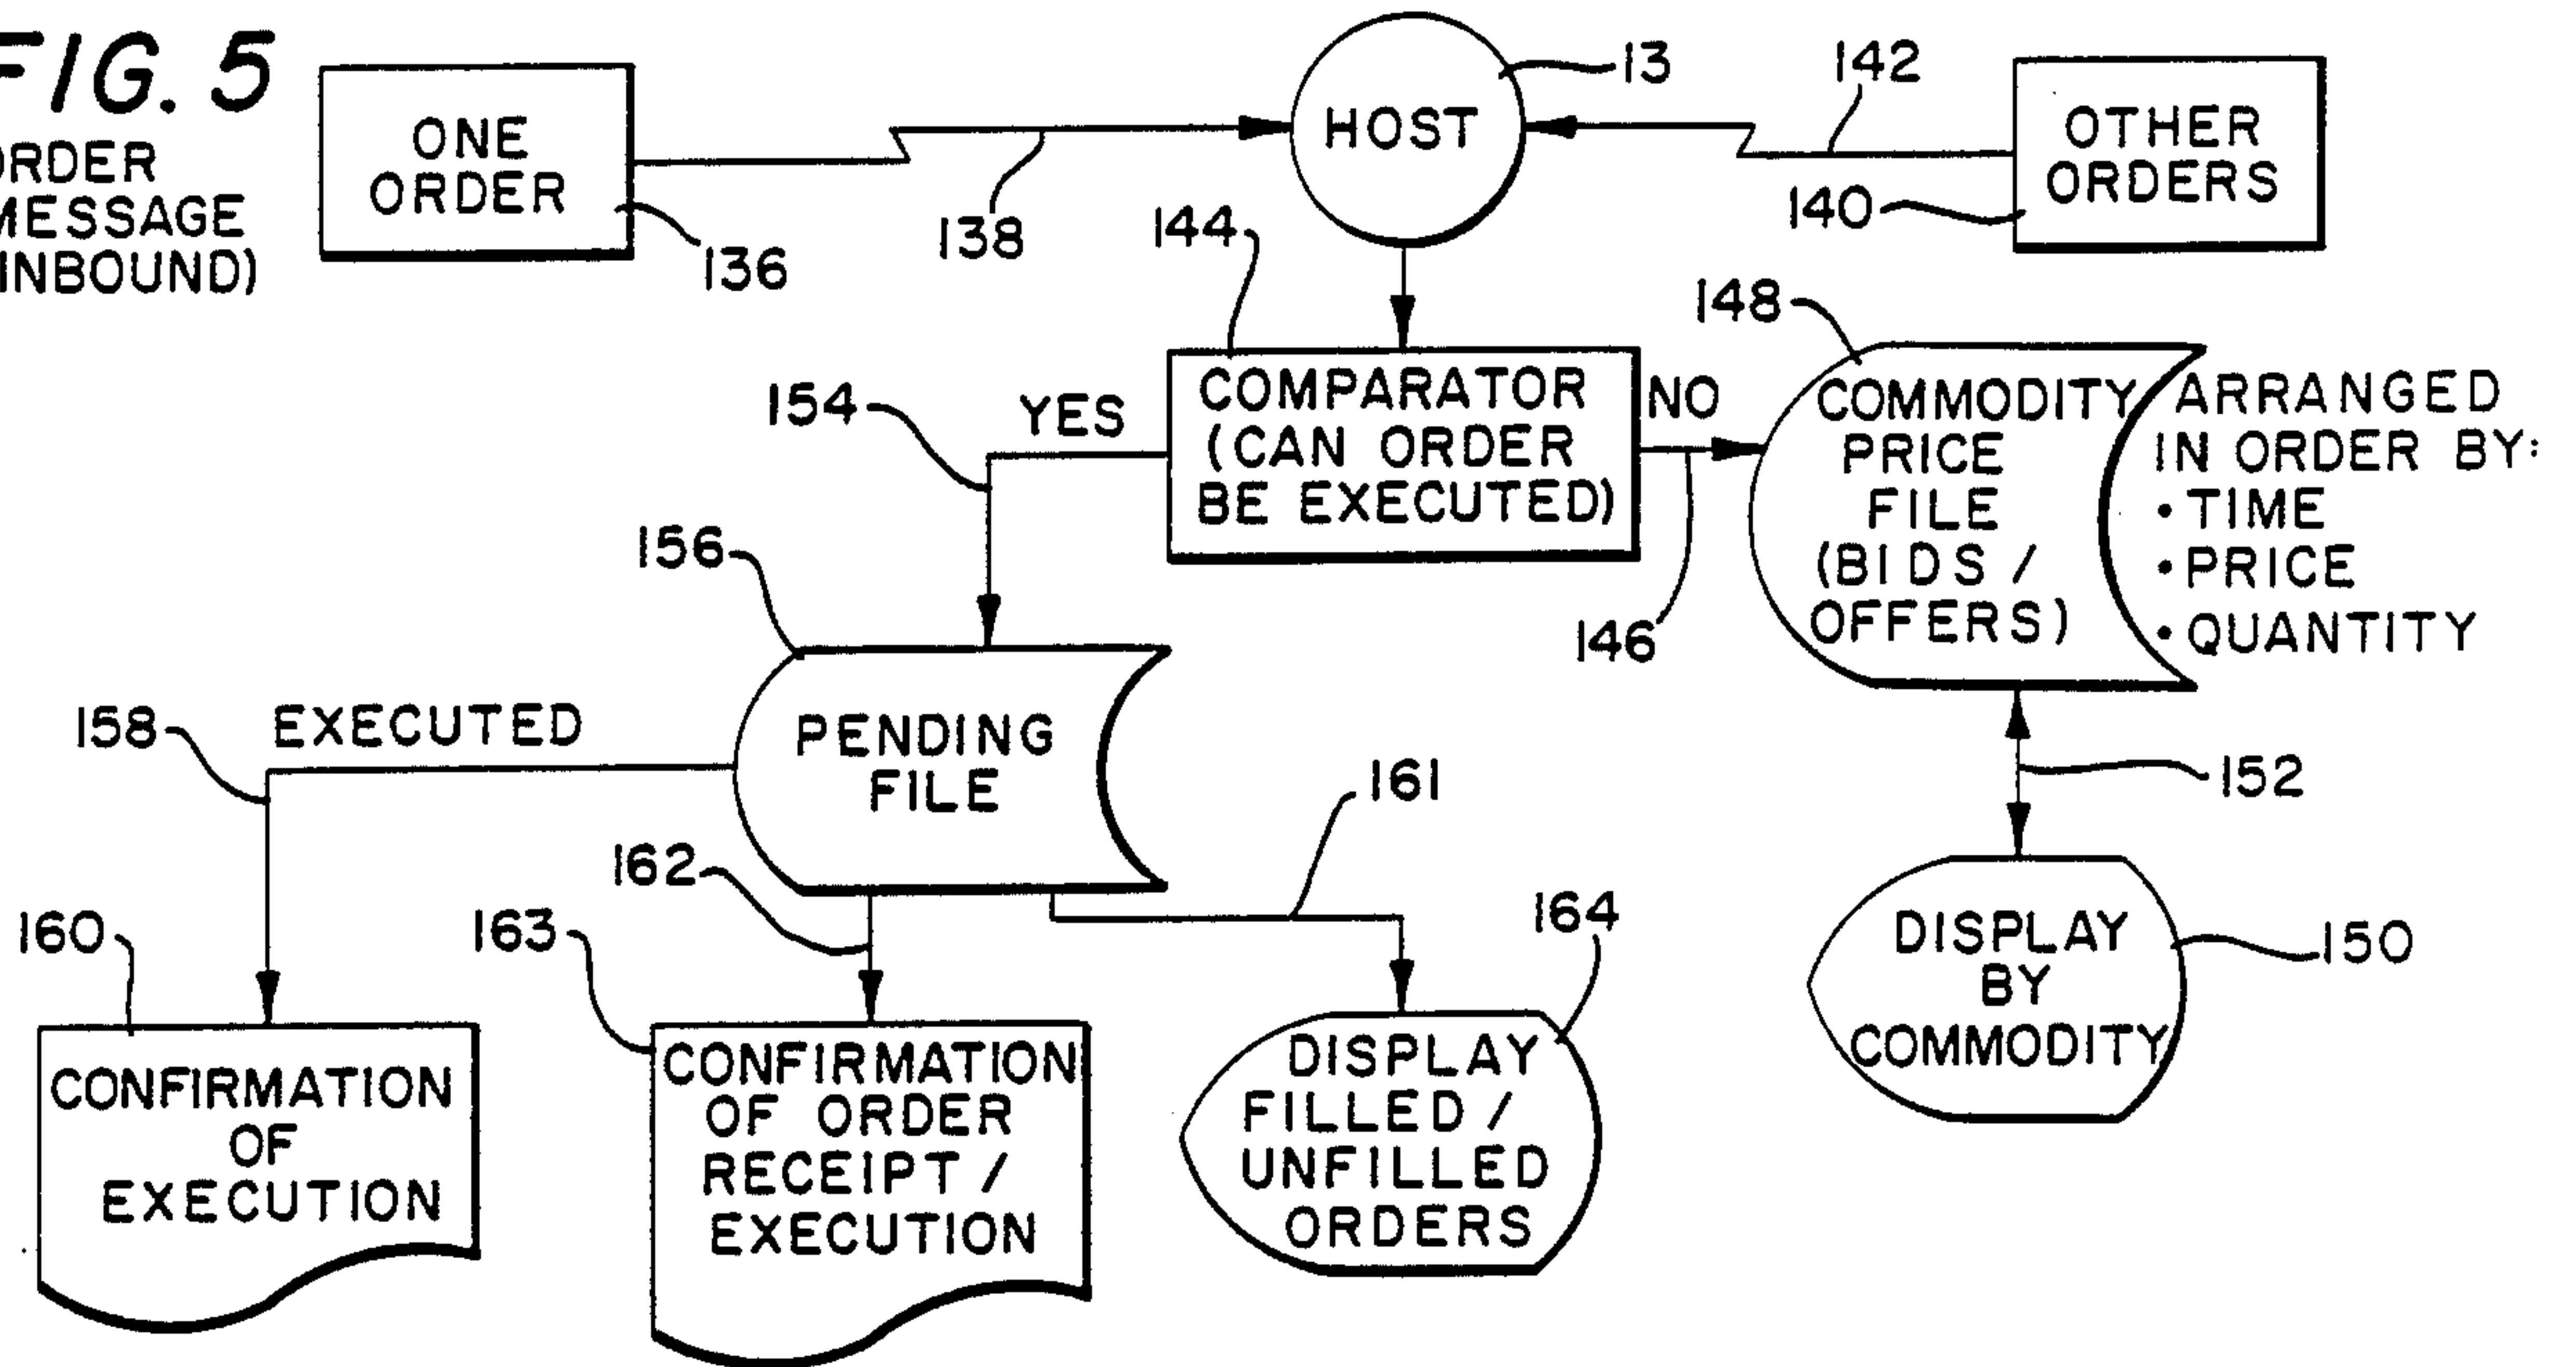 FIG. 5
ORDER
MESSAGE
INBOUND)
ONE
ORDER
136
138
HOST
13
142
OTHER
ORDERS
140
144
COMPARATOR
(CAN ORDER
BE EXECUTED)
YES
154
NO
146
148
COMMODITY
PRICE
FILE
(BIDS /
OFFERS)
ARRANGED
IN ORDER BY:
• TIME
• PRICE
• QUANTITY
156
PENDING
FILE
158
EXECUTED
152
161
162
160
CONFIRMATION
OF
EXECUTION
163
CONFIRMATION
OF ORDER
RECEIPT /
EXECUTION
164
DISPLAY
FILLED /
UNFILLED
ORDERS
DISPLAY
BY
COMMODITY
150